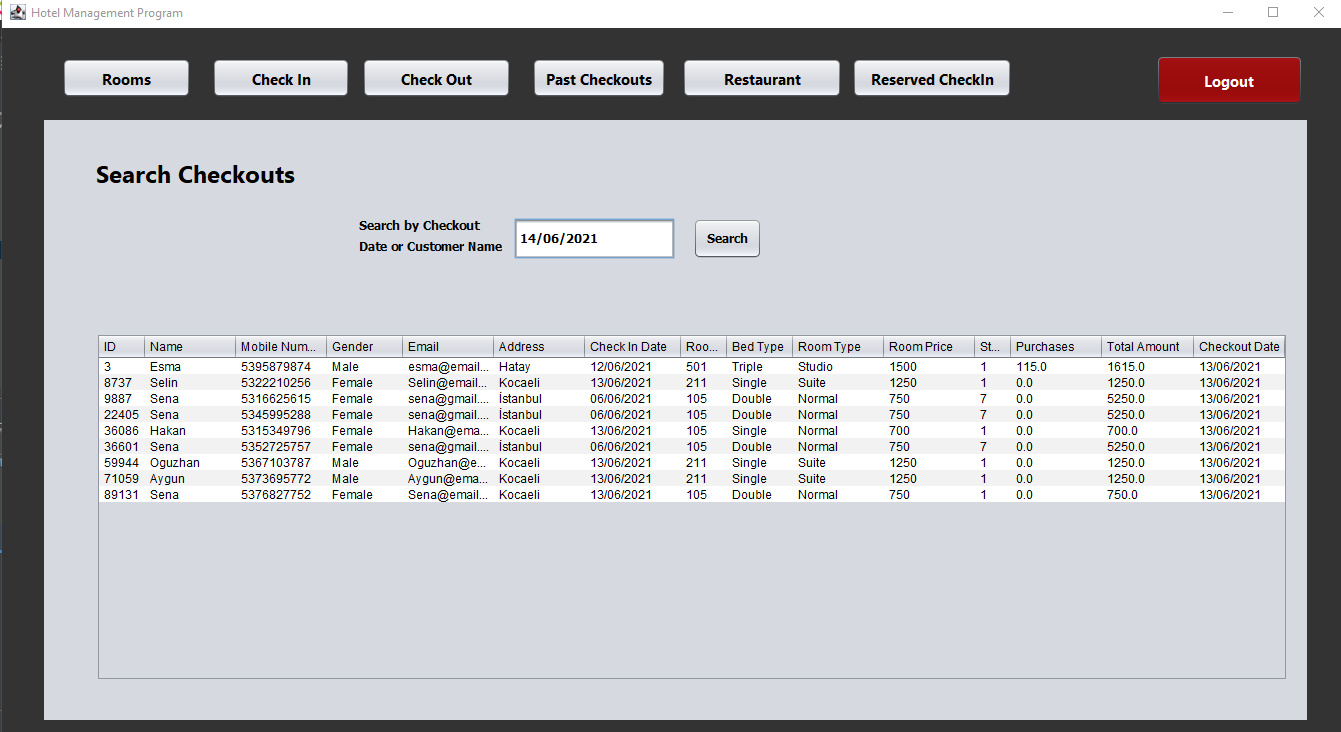 Hotel Management Program
Rooms Check In Check Out Past Checkouts Restaurant Reserved CheckIn Logout
Search Checkouts
Search by Checkout
Date or Customer Name 14/06/2021 Search
ID Name Mobile Num... Gender Email Address Check In Date Roo... Bed Type Room Type Room Price St... Purchases Total Amount Checkout Date
3 Esma 5395879874 Male esma@email... Hatay 12/06/2021 501 Triple Studio 1500 1 115.0 1615.0 13/06/2021
8737 Selin 5322210256 Female Selin@email... Kocaeli 13/06/2021 211 Single Suite 1250 1 0.0 1250.0 13/06/2021
9887 Sena 5316625615 Female sena@gmail.... İstanbul 06/06/2021 105 Double Normal 750 7 0.0 5250.0 13/06/2021
22405 Sena 5345995288 Female sena@gmail.... İstanbul 06/06/2021 105 Double Normal 750 7 0.0 5250.0 13/06/2021
36086 Hakan 5315349796 Female Hakan@ema... Kocaeli 13/06/2021 105 Single Normal 700 1 0.0 700.0 13/06/2021
36601 Sena 5352725757 Female sena@gmail.... İstanbul 06/06/2021 105 Double Normal 750 7 0.0 5250.0 13/06/2021
59944 Oguzhan 5367103787 Male Oguzhan@e... Kocaeli 13/06/2021 211 Single Suite 1250 1 0.0 1250.0 13/06/2021
71059 Aygun 5373695772 Male Aygun@ema... Kocaeli 13/06/2021 211 Single Suite 1250 1 0.0 1250.0 13/06/2021
89131 Sena 5376827752 Female Sena@email... Kocaeli 13/06/2021 105 Double Normal 750 1 0.0 750.0 13/06/2021